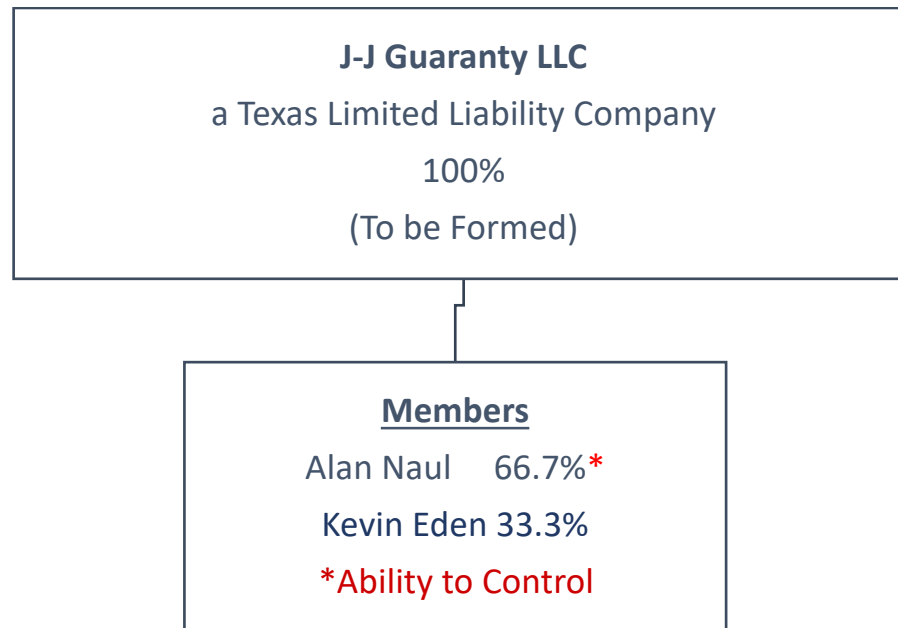 J-J Guaranty LLC
a Texas Limited Liability Company
100%
(To be Formed)
Members
Alan Naul 66.7%*
Kevin Eden 33.3%
*Ability to Control